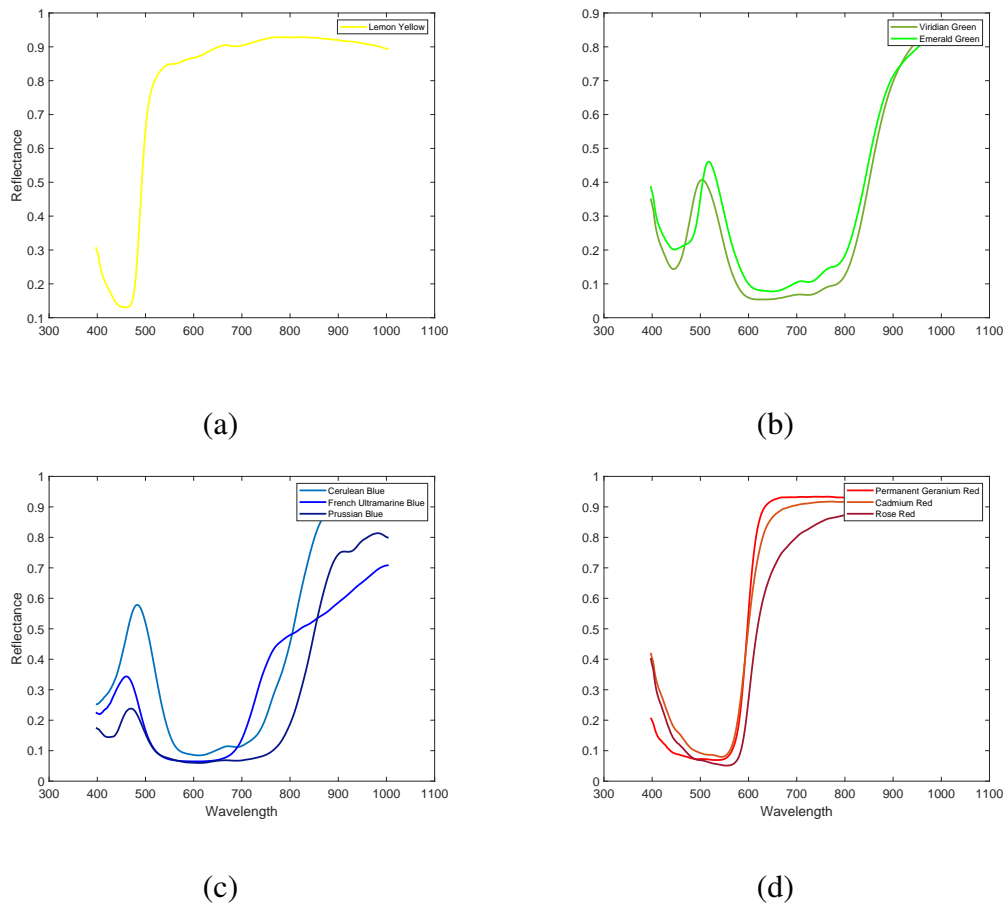 1
0.9
0.8
0.7
0.6
0.5
0.4
0.3
0.2
0.1
Reflectance
300 400 500 600 700 800 900 1000 1100
Lemon Yellow
(a)
0.9
0.8
0.7
0.6
0.5
0.4
0.3
0.2
0.1
0
300 400 500 600 700 800 900 1000 1100
Viridian Green
Emerald Green
(b)
1
0.9
0.8
0.7
0.6
0.5
0.4
0.3
0.2
0.1
0
Reflectance
300 400 500 600 700 800 900 1000 1100
Wavelength
Cerulean Blue
French Ultramarine Blue
Prussian Blue
(c)
1
0.9
0.8
0.7
0.6
0.5
0.4
0.3
0.2
0.1
0
300 400 500 600 700 800 900 1000 1100
Wavelength
Permanent Geranium Red
Cadmium Red
Rose Red
(d)